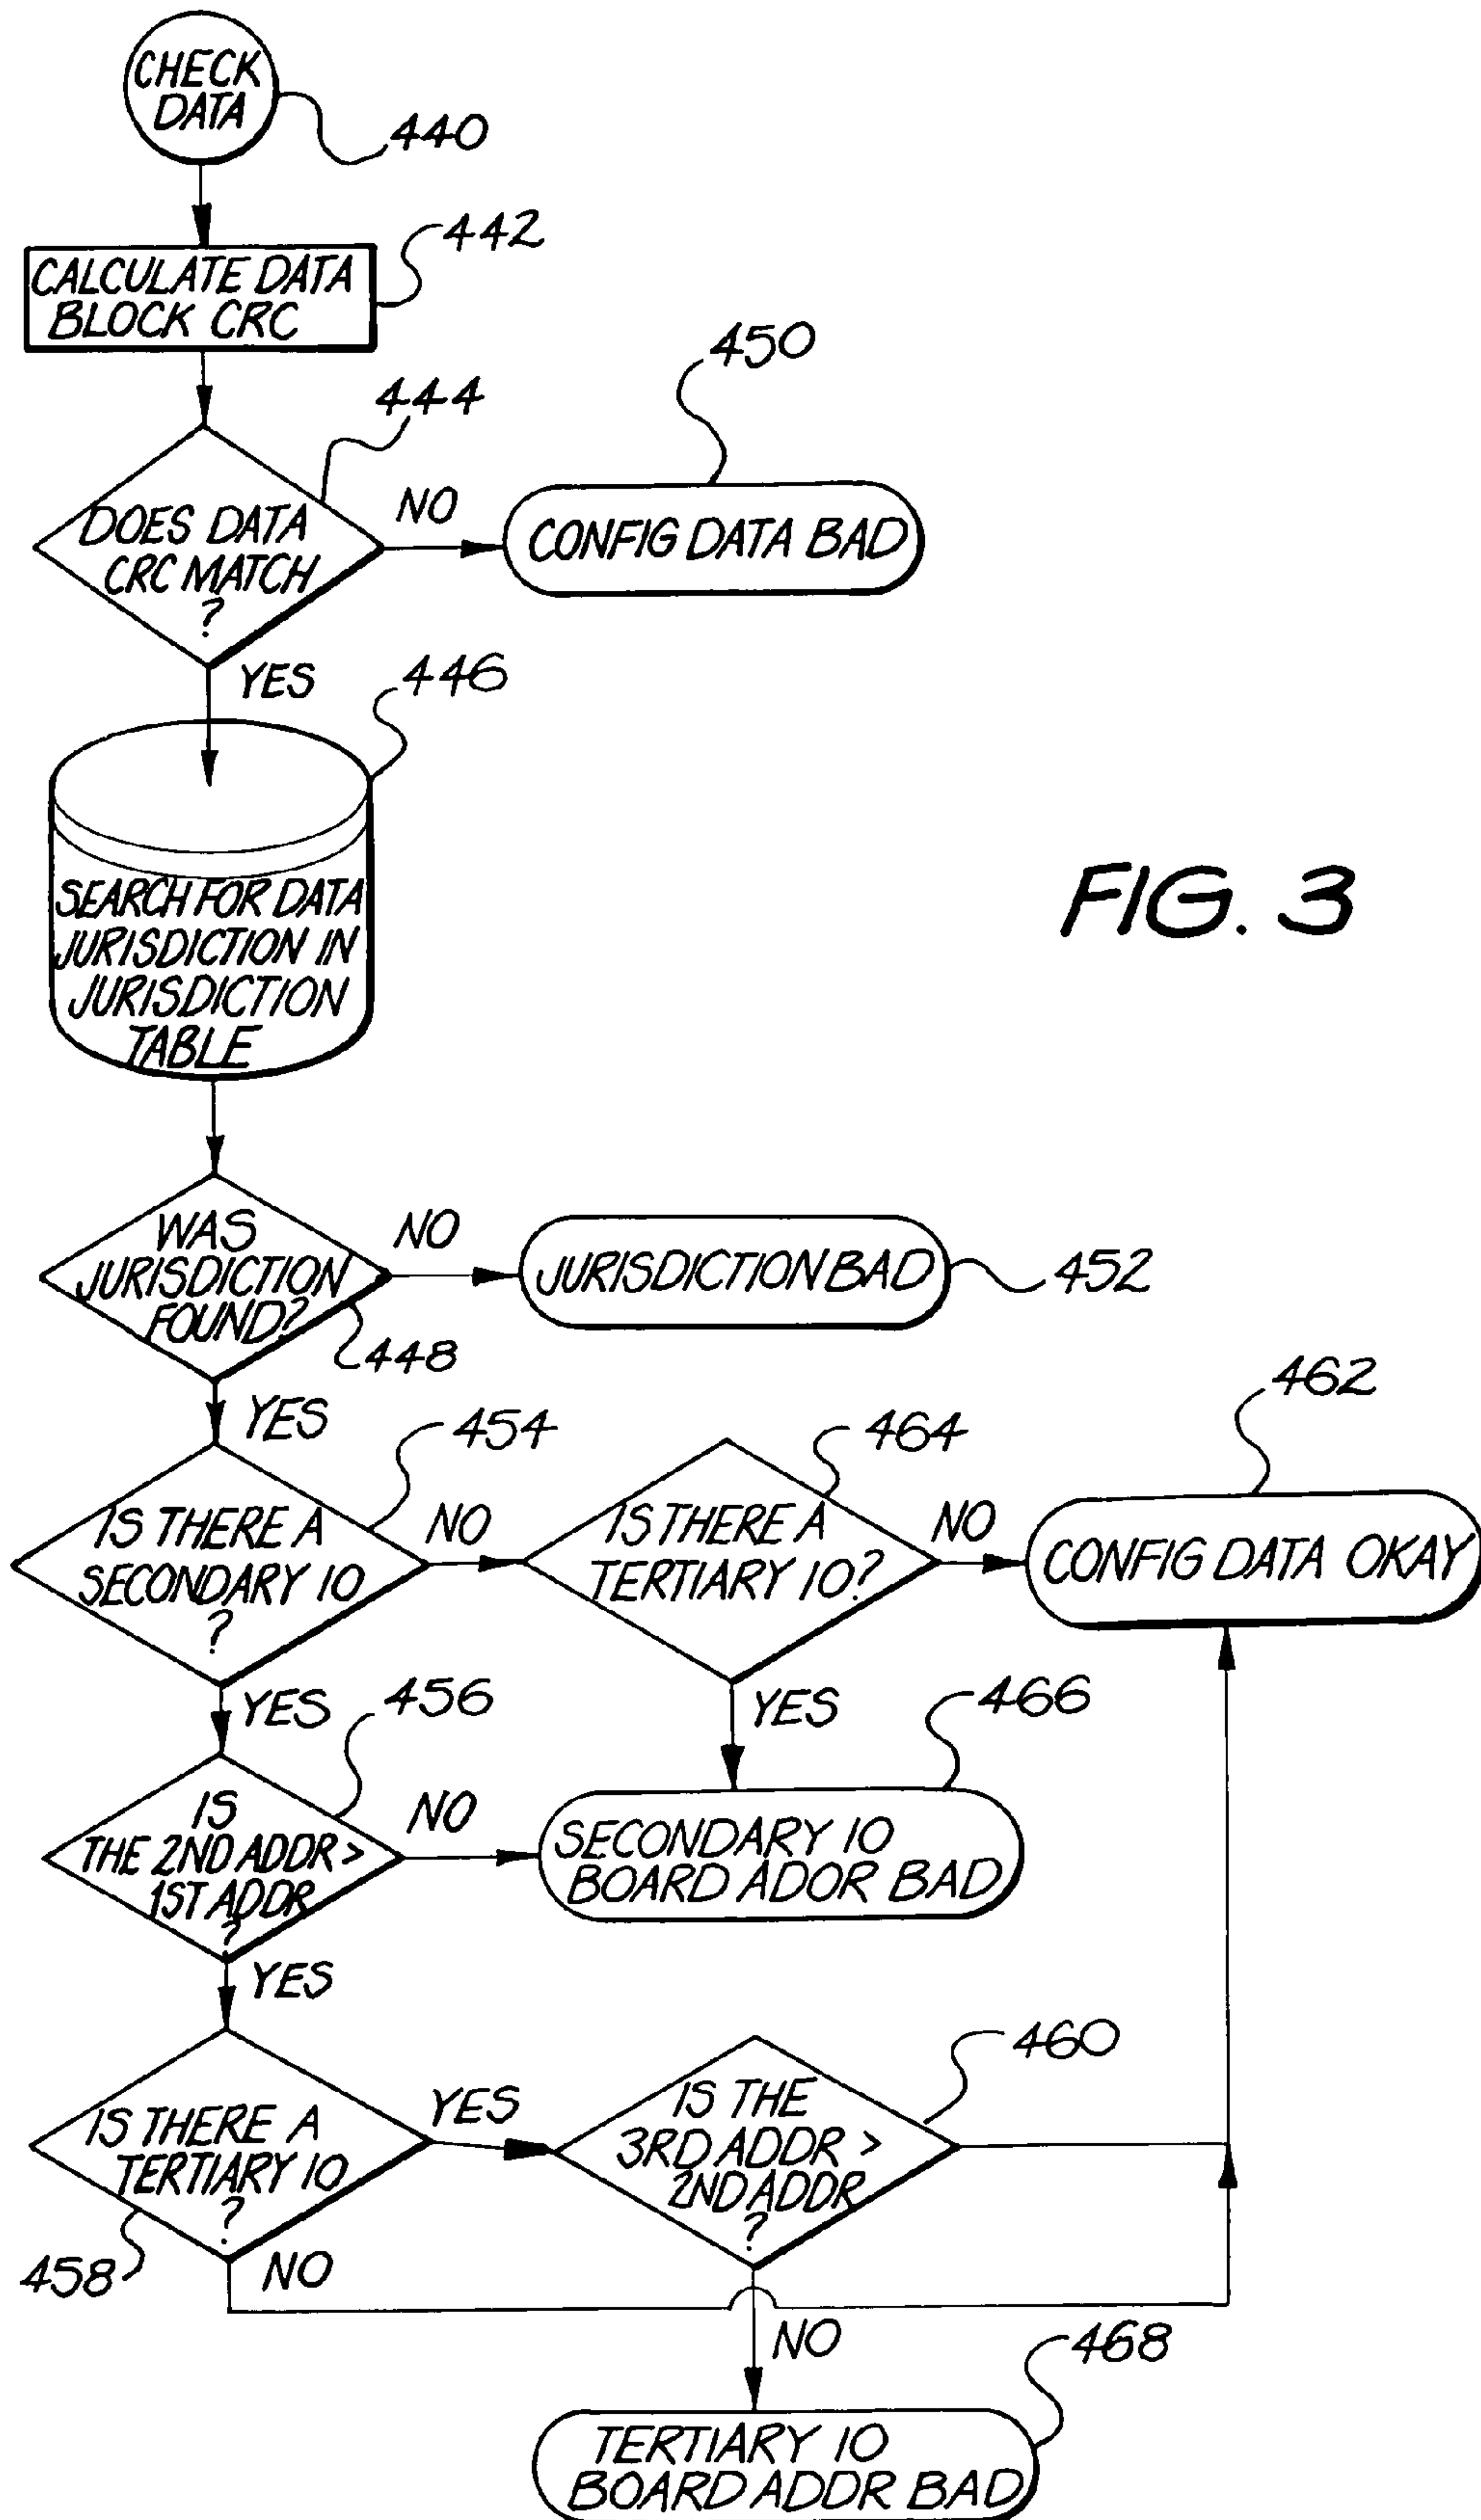 CHECK
DATA
440
CALCULATE DATA
BLOCK CRC
442
450
444
DOES DATA
CRC MATCH
?
NO
CONFIG DATA BAD
YES
446
SEARCH FOR DATA
JURISDICTION IN
JURISDICTION
TABLE
FIG. 3
WAS
JURISDICTION
FOUND?
NO
JURISDICTION BAD
452
448
462
YES
454
464
IS THERE A
SECONDARY IO
?
NO
IS THERE A
TERTIARY IO?
NO
CONFIG DATA OKAY
YES
456
YES
466
IS
THE 2ND ADDR >
1ST ADDR
?
NO
SECONDARY IO
BOARD ADOR BAD
YES
460
IS THERE A
TERTIARY IO
?
YES
IS THE
3RD ADDR >
2ND ADDR
?
458
NO
NO
468
TERTIARY IO
BOARD ADDR BAD